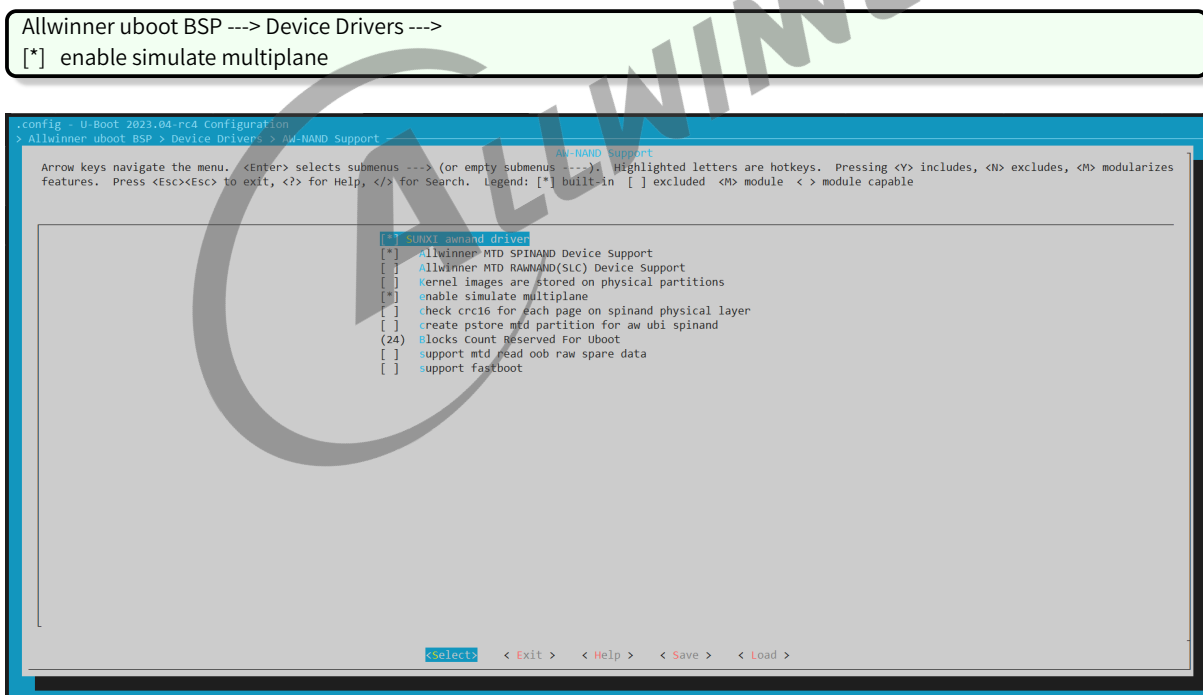 Allwinner uboot BSP ---> Device Drivers --->
[*] enable simulate multiplane
.config - U-Boot 2023.04-rc4 Configuration
> Allwinner uboot BSP > Device Drivers > AW-NAND Support
AW-NAND Support
Arrow keys navigate the menu. <Enter> selects submenus ---> (or empty submenus ----). Highlighted letters are hotkeys. Pressing <Y> includes, <N> excludes, <M> modularizes
features. Press <Esc><Esc> to exit, <?> for Help, </> for Search. Legend: [*] built-in [ ] excluded <M> module < > module capable
[*] SUNXI awnand driver
[*] Allwinner MTD SPINAND Device Support
[ ] Allwinner MTD RAWNAND(SLC) Device Support
[ ] Kernel images are stored on physical partitions
[*] enable simulate multiplane
[ ] check crc16 for each page on spinand physical layer
[ ] create pstore mtd partition for aw ubi spinand
(24) Blocks Count Reserved For Uboot
[ ] support mtd read oob raw spare data
[ ] support fastboot
<Select> < Exit > < Help > < Save > < Load >